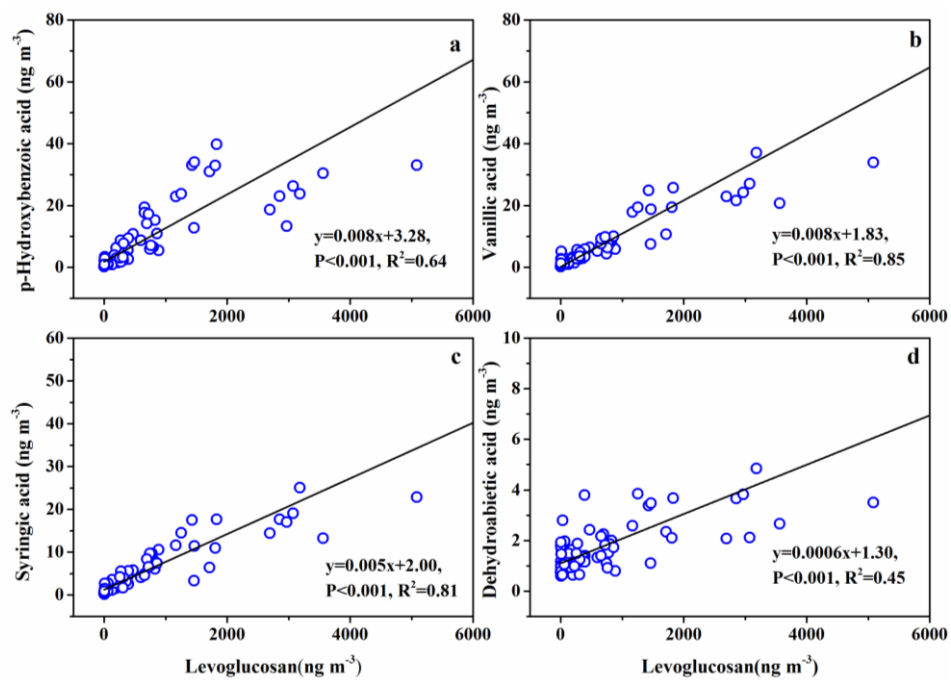 a
p-Hydroxybenzoic acid (ng m⁻³)
80
60
40
20
0
0 2000 4000 6000
y=0.008x+3.28,
P<0.001, R²=0.64
b
Vanillic acid (ng m⁻³)
80
60
40
20
0
0 2000 4000 6000
y=0.008x+1.83,
P<0.001, R²=0.85
c
Syringic acid (ng m⁻³)
60
50
40
30
20
10
0
0 2000 4000 6000
y=0.005x+2.00,
P<0.001, R²=0.81
Levoglucosan(ng m⁻³)
d
Dehydroabietic acid (ng m⁻³)
10
8
6
4
2
0
0 2000 4000 6000
y=0.0006x+1.30,
P<0.001, R²=0.45
Levoglucosan(ng m⁻³)